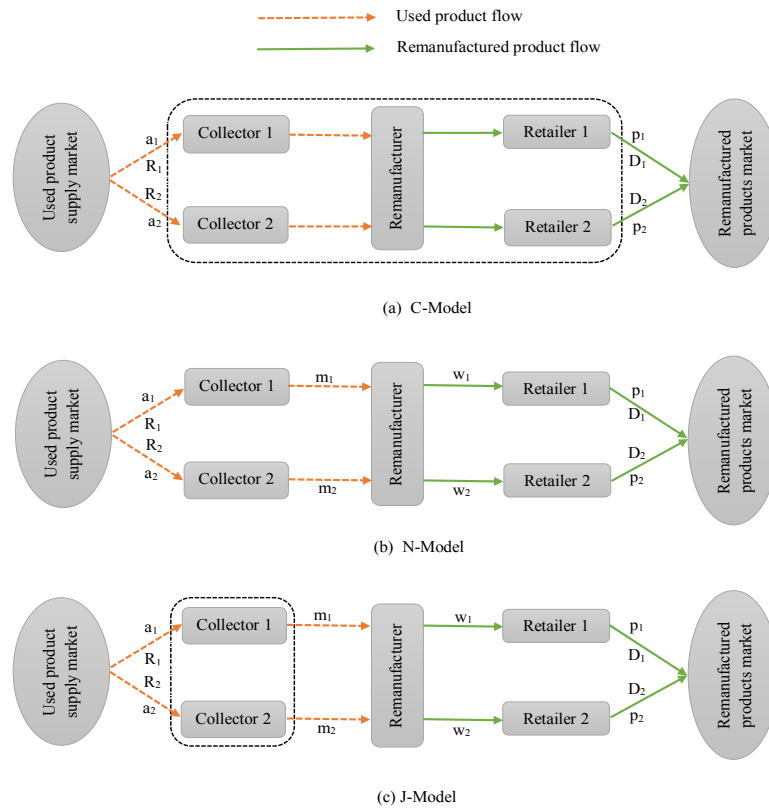 Used product flow
Remanufactured product flow
Used product
supply market
a₁
R₁
R₂
a₂
Collector 1
Collector 2
Remanufacturer
Retailer 1
Retailer 2
p₁
D₁
D₂
p₂
Remanufactured
products market
(a) C-Model
Used product
supply market
a₁
R₁
R₂
a₂
Collector 1
Collector 2
m₁
m₂
Remanufacturer
w₁
w₂
Retailer 1
Retailer 2
p₁
D₁
D₂
p₂
Remanufactured
products market
(b) N-Model
Used product
supply market
a₁
R₁
R₂
a₂
Collector 1
Collector 2
m₁
m₂
Remanufacturer
w₁
w₂
Retailer 1
Retailer 2
p₁
D₁
D₂
p₂
Remanufactured
products market
(c) J-Model